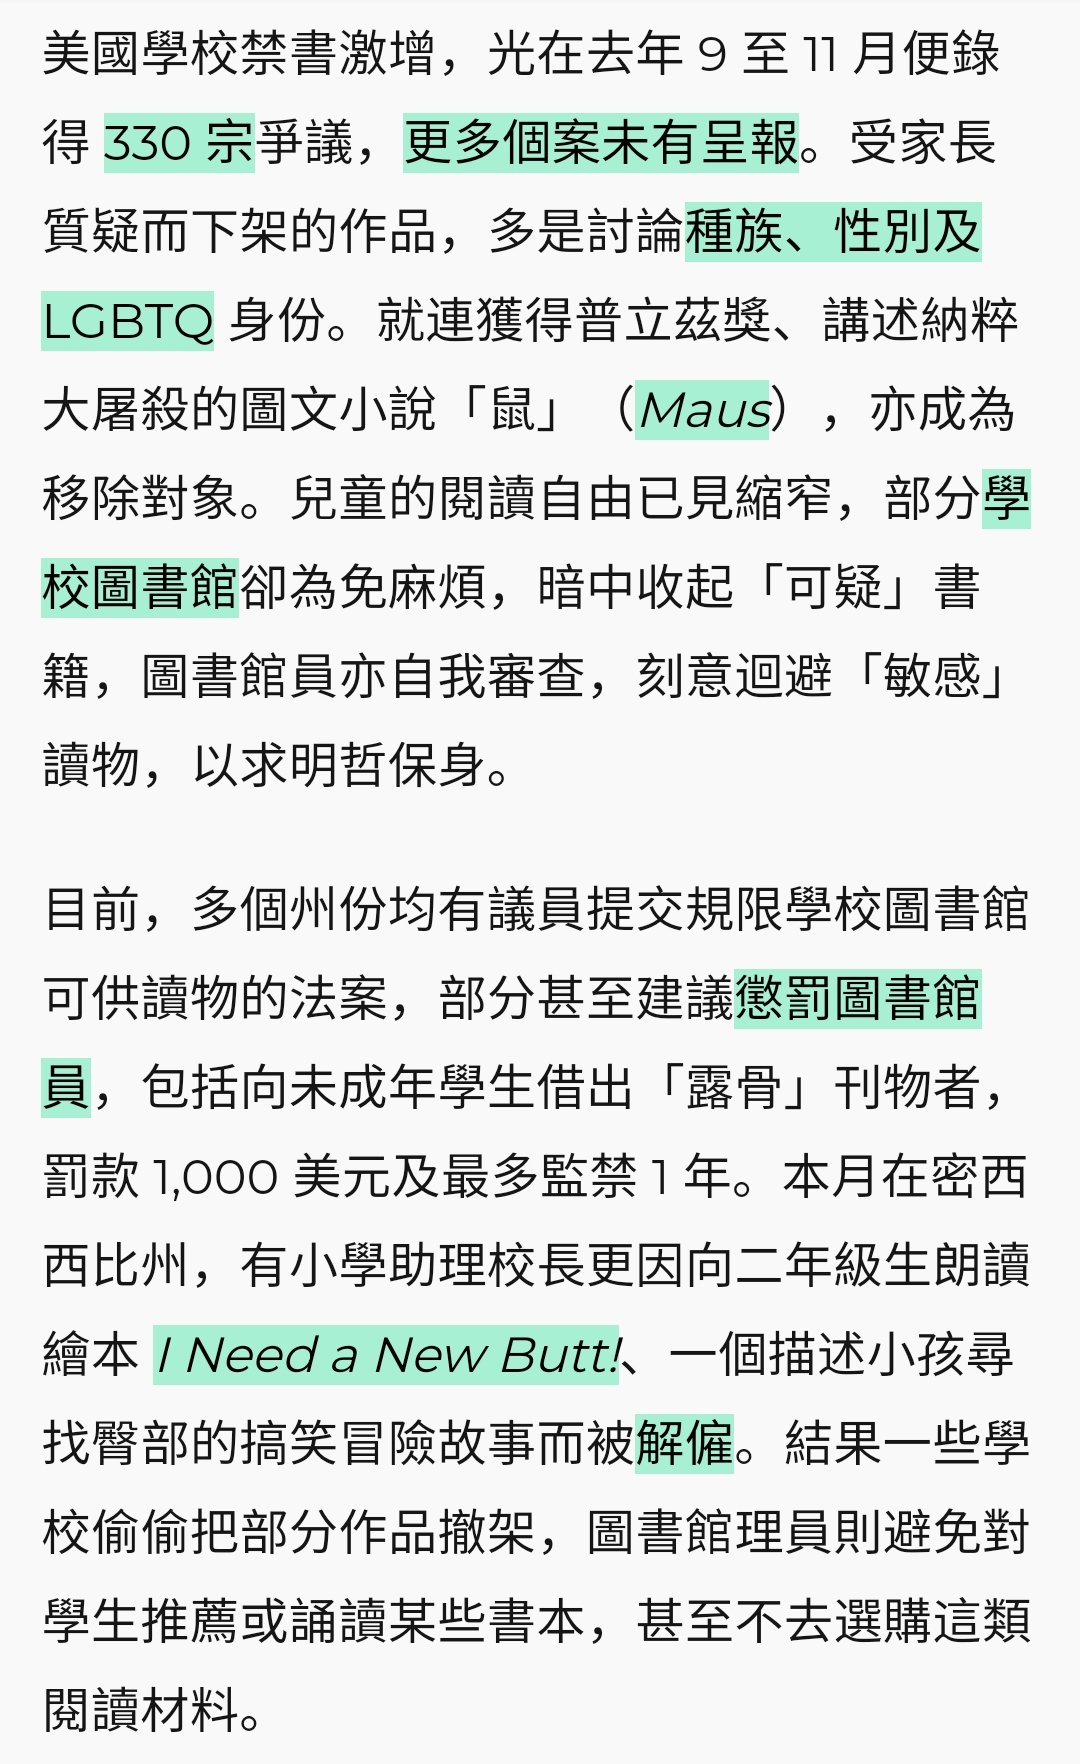 美國學校禁書激增，光在去年 9 至 11 月便錄
得 330 宗爭議，更多個案未有呈報。受家長
質疑而下架的作品，多是討論種族、性別及
LGBTQ 身份。就連獲得普立茲獎、講述納粹
大屠殺的圖文小說「鼠」（Maus），亦成為
移除對象。兒童的閱讀自由已見縮窄，部分學
校圖書館卻為免麻煩，暗中收起「可疑」書
籍，圖書館員亦自我審查，刻意迴避「敏感」
讀物，以求明哲保身。
目前，多個州份均有議員提交規限學校圖書館
可供讀物的法案，部分甚至建議懲罰圖書館
員，包括向未成年學生借出「露骨」刊物者，
罰款 1,000 美元及最多監禁 1 年。本月在密西
西比州，有小學助理校長更因向二年級生朗讀
繪本 I Need a New Butt!、一個描述小孩尋
找臀部的搞笑冒險故事而被解僱。結果一些學
校偷偷把部分作品撤架，圖書館理員則避免對
學生推薦或誦讀某些書本，甚至不去選購這類
閱讀材料。